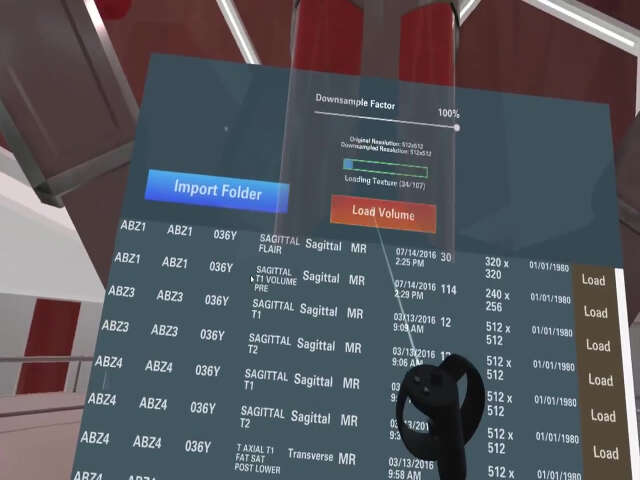 Downsample Factor 100%
Original Resolution: 512x512
Downsampled Resolution: 512x512
Loading Texture (34/107)
Import Folder
Load Volume
ABZ1 ABZ1 036Y SAGITTAL FLAIR Sagittal MR 07/14/2016 2:25 PM 30 320 x 320 01/01/1980 Load
ABZ1 ABZ1 036Y SAGITTAL T1 VOLUME PRE Sagittal MR 07/14/2016 2:29 PM 114 240 x 256 01/01/1980 Load
ABZ3 ABZ3 036Y SAGITTAL T1 Sagittal MR 03/13/2016 9:09 AM 12 512 x 512 01/01/1980 Load
ABZ3 ABZ3 036Y SAGITTAL T2 Sagittal MR 03/13/2016 9:06 AM 512 x 512 01/01/1980 Load
ABZ4 ABZ4 036Y SAGITTAL T1 Sagittal MR 512 x 512 01/01/1980 Load
ABZ4 ABZ4 036Y SAGITTAL T2 Sagittal MR 512 x 512 01/01/1980 Load
ABZ4 ABZ4 036Y T AXIAL T1 FAT SAT POST LOWER Transverse MR 03/13/2016 9:58 AM 512 x 512 01/01/1980 Load